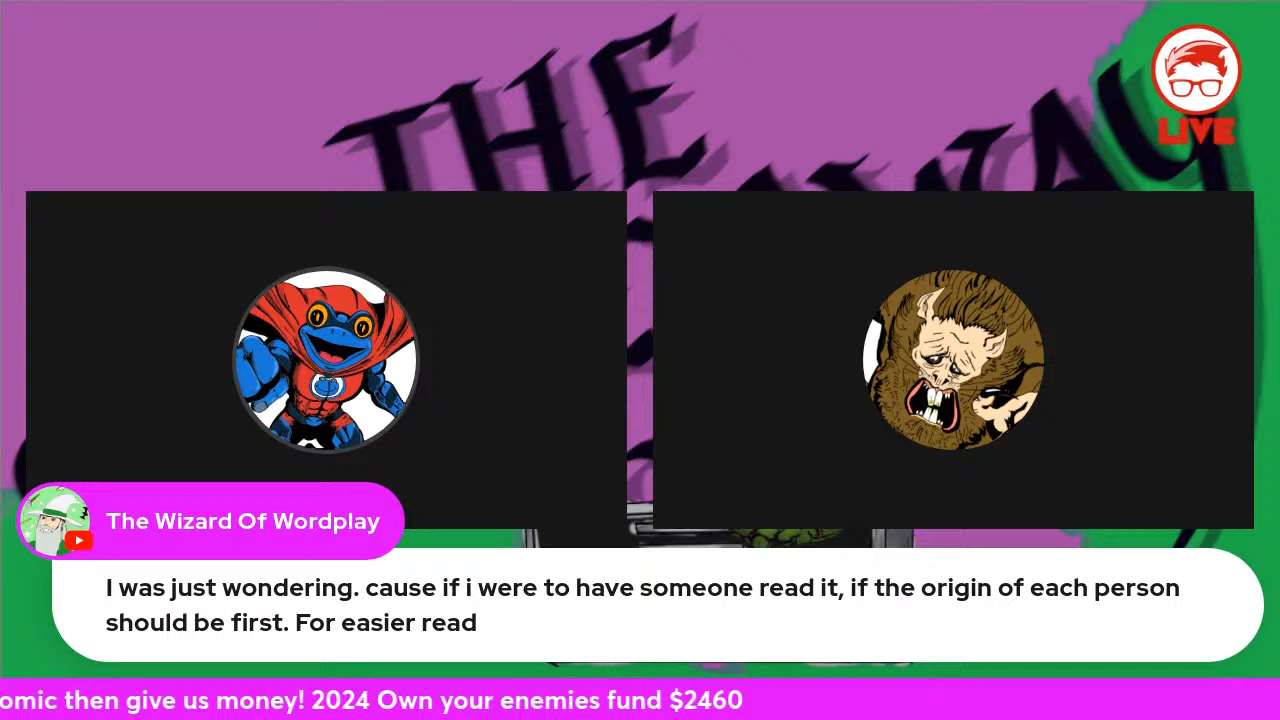 THE
LIVE
The Wizard Of Wordplay
I was just wondering. cause if i were to have someone read it, if the origin of each person
should be first. For easier read
omic then give us money! 2024 Own your enemies fund $2460